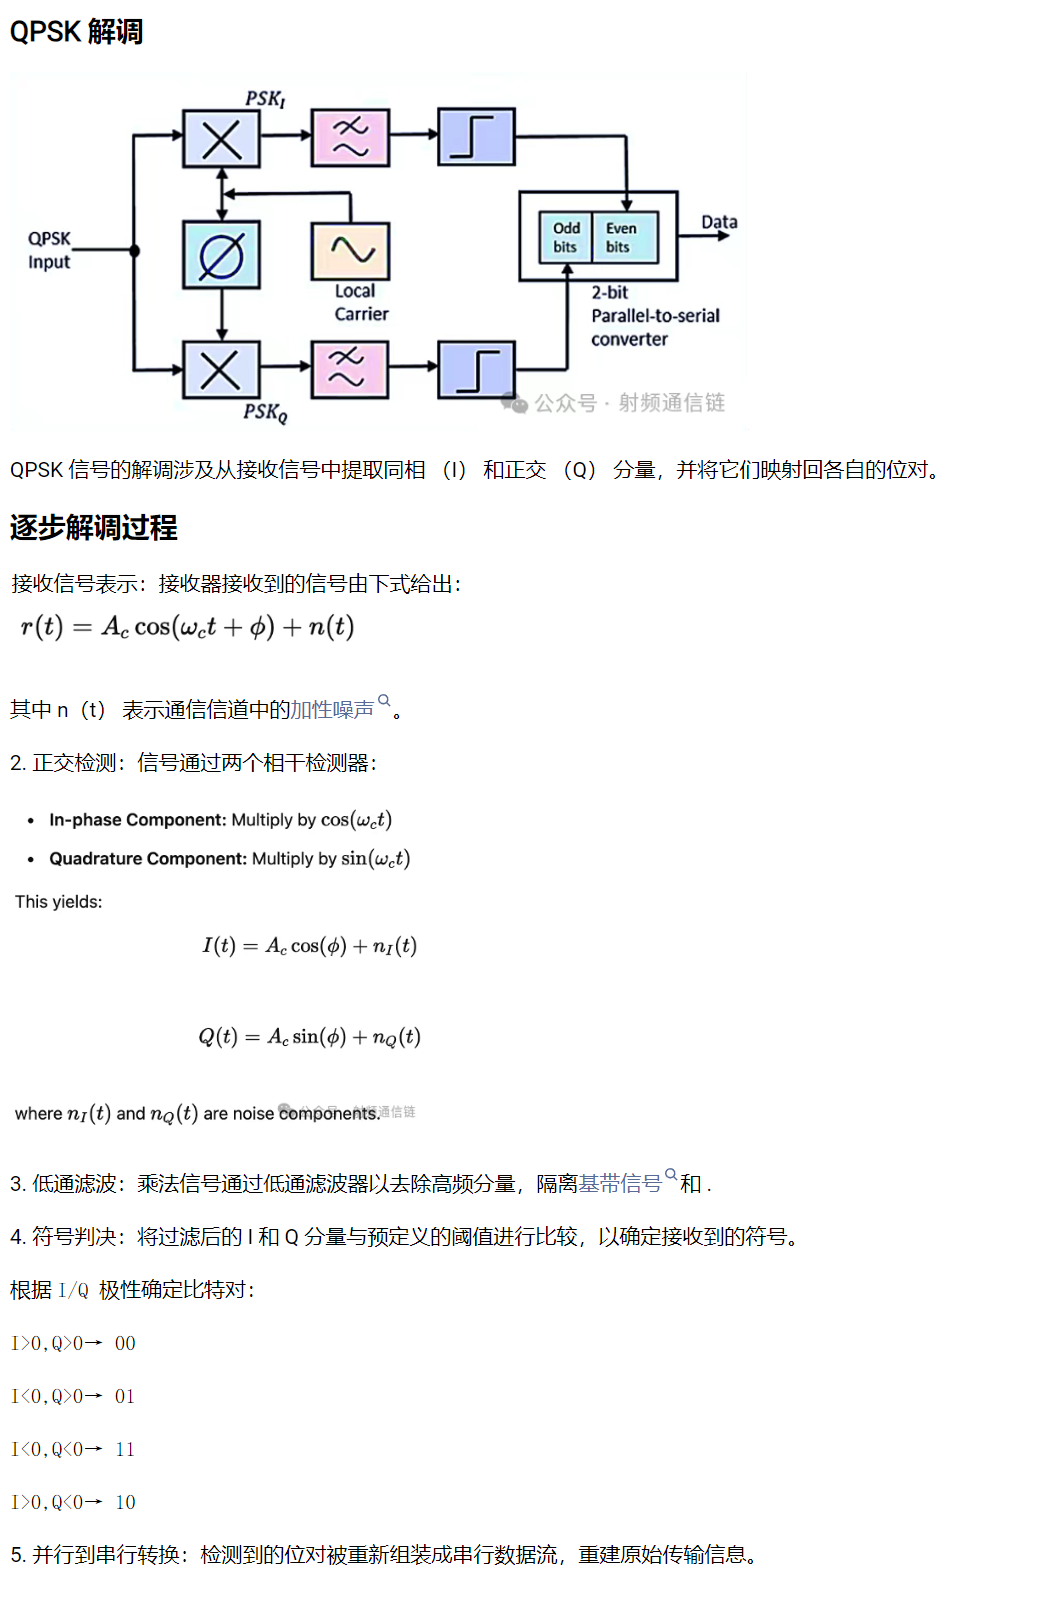 QPSK 解调
PSK_I
QPSK
Input
Local
Carrier
Odd
bits
Even
bits
Data
2-bit
Parallel-to-serial
converter
PSK_Q
公众号 · 射频通信链
QPSK 信号的解调涉及从接收信号中提取同相 （I） 和正交 （Q） 分量，并将它们映射回各自的位对。
逐步解调过程
接收信号表示：接收器接收到的信号由下式给出：
r(t) = A_c cos(ω_c t + ϕ) + n(t)
其中 n（t） 表示通信信道中的加性噪声。
2. 正交检测：信号通过两个相干检测器：
• In-phase Component: Multiply by cos(ω_c t)
• Quadrature Component: Multiply by sin(ω_c t)
This yields:
I(t) = A_c cos(ϕ) + n_I(t)
Q(t) = A_c sin(ϕ) + n_Q(t)
where n_I(t) and n_Q(t) are noise components.
公众号 · 射频通信链
3. 低通滤波：乘法信号通过低通滤波器以去除高频分量，隔离基带信号和 .
4. 符号判决：将过滤后的 I 和 Q 分量与预定义的阈值进行比较，以确定接收到的符号。
根据 I/Q 极性确定比特对：
I>0,Q>0→ 00
I<0,Q>0→ 01
I<0,Q<0→ 11
I>0,Q<0→ 10
5. 并行到串行转换：检测到的位对被重新组装成串行数据流，重建原始传输信息。